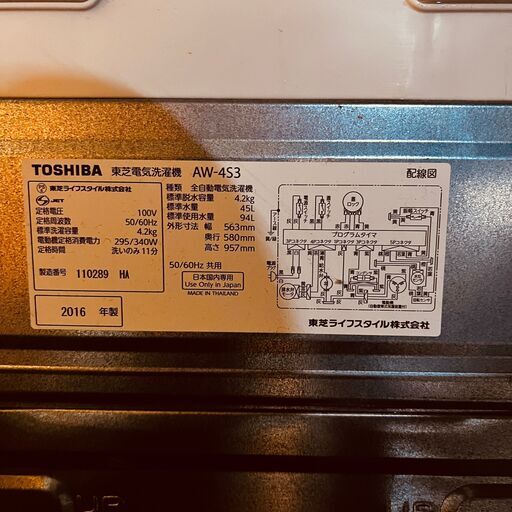 TOSHIBA 東芝電気洗濯機 AW-4S3 配線図
東芝ライフスタイル株式会社
JET
定格電圧 100V
定格周波数 50/60Hz
標準洗濯容量 4.2kg
電動機定格消費電力 295/340W
定格時間 洗いのみ11分
製造番号 110289 HA
2016 年製
種類 全自動電気洗濯機
標準脱水容量 4.2kg
標準水量 45L
標準使用水量 94L
外形寸法 幅 563mm
奥行 580mm
高さ 957mm
50/60Hz 共用
日本国内専用
Use Only in Japan
MADE IN THAILAND
プログラムタイマ
東芝ライフスタイル株式会社